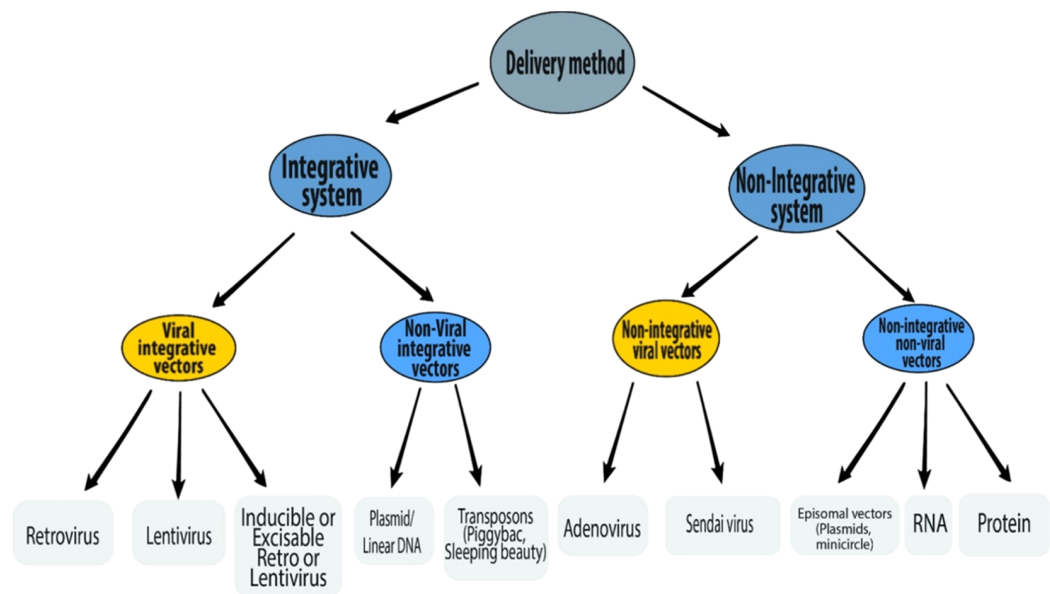 Delivery method
Integrative
system
Non-Integrative
system
Viral
integrative
vectors
Non-Viral
integrative
vectors
Non-integrative
viral vectors
Non-integrative
non-viral
vectors
Retrovirus
Lentivirus
Inducible or
Excisable
Retro or
Lentivirus
Plasmid/
Linear DNA
Transposons
(Piggybac,
Sleeping beauty)
Adenovirus
Sendai virus
Episomal vectors
(Plasmids,
minicircle)
RNA
Protein